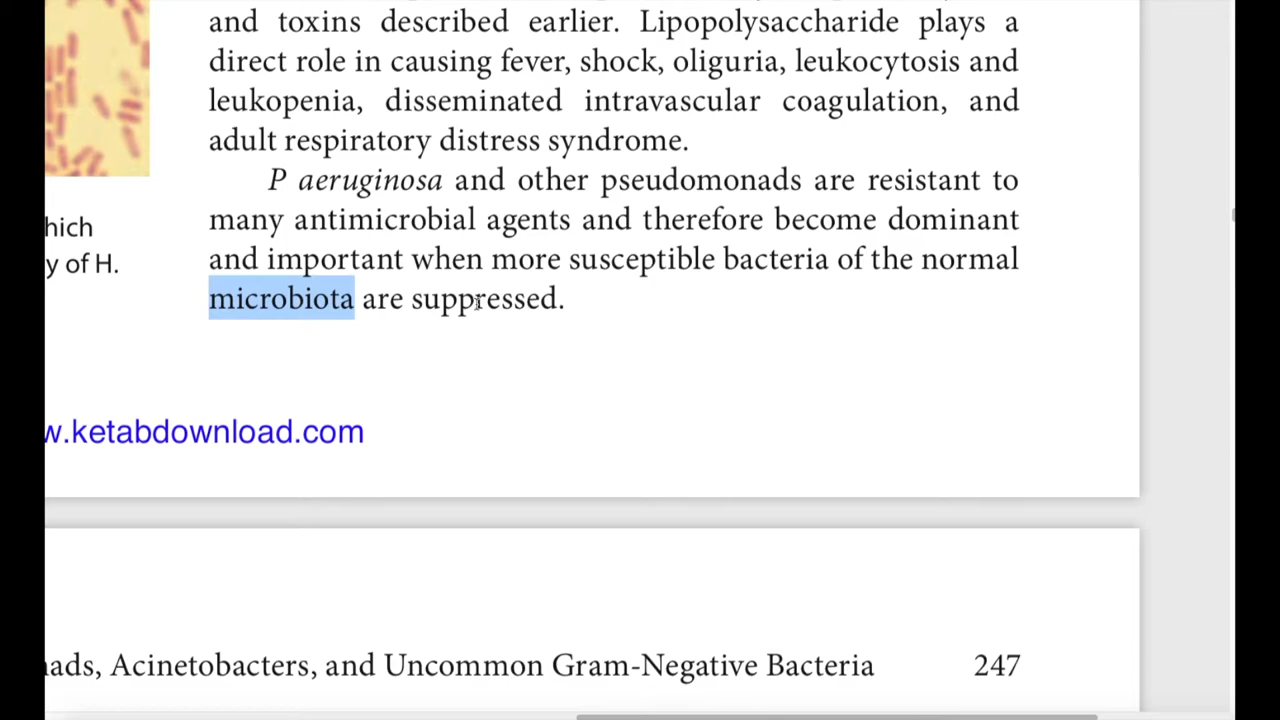 and toxins described earlier. Lipopolysaccharide plays a
direct role in causing fever, shock, oliguria, leukocytosis and
leukopenia, disseminated intravascular coagulation, and
adult respiratory distress syndrome.
P aeruginosa and other pseudomonads are resistant to
many antimicrobial agents and therefore become dominant
and important when more susceptible bacteria of the normal
microbiota are suppressed.
hich
y of H.
w.ketabdownload.com
ads, Acinetobacters, and Uncommon Gram-Negative Bacteria 247